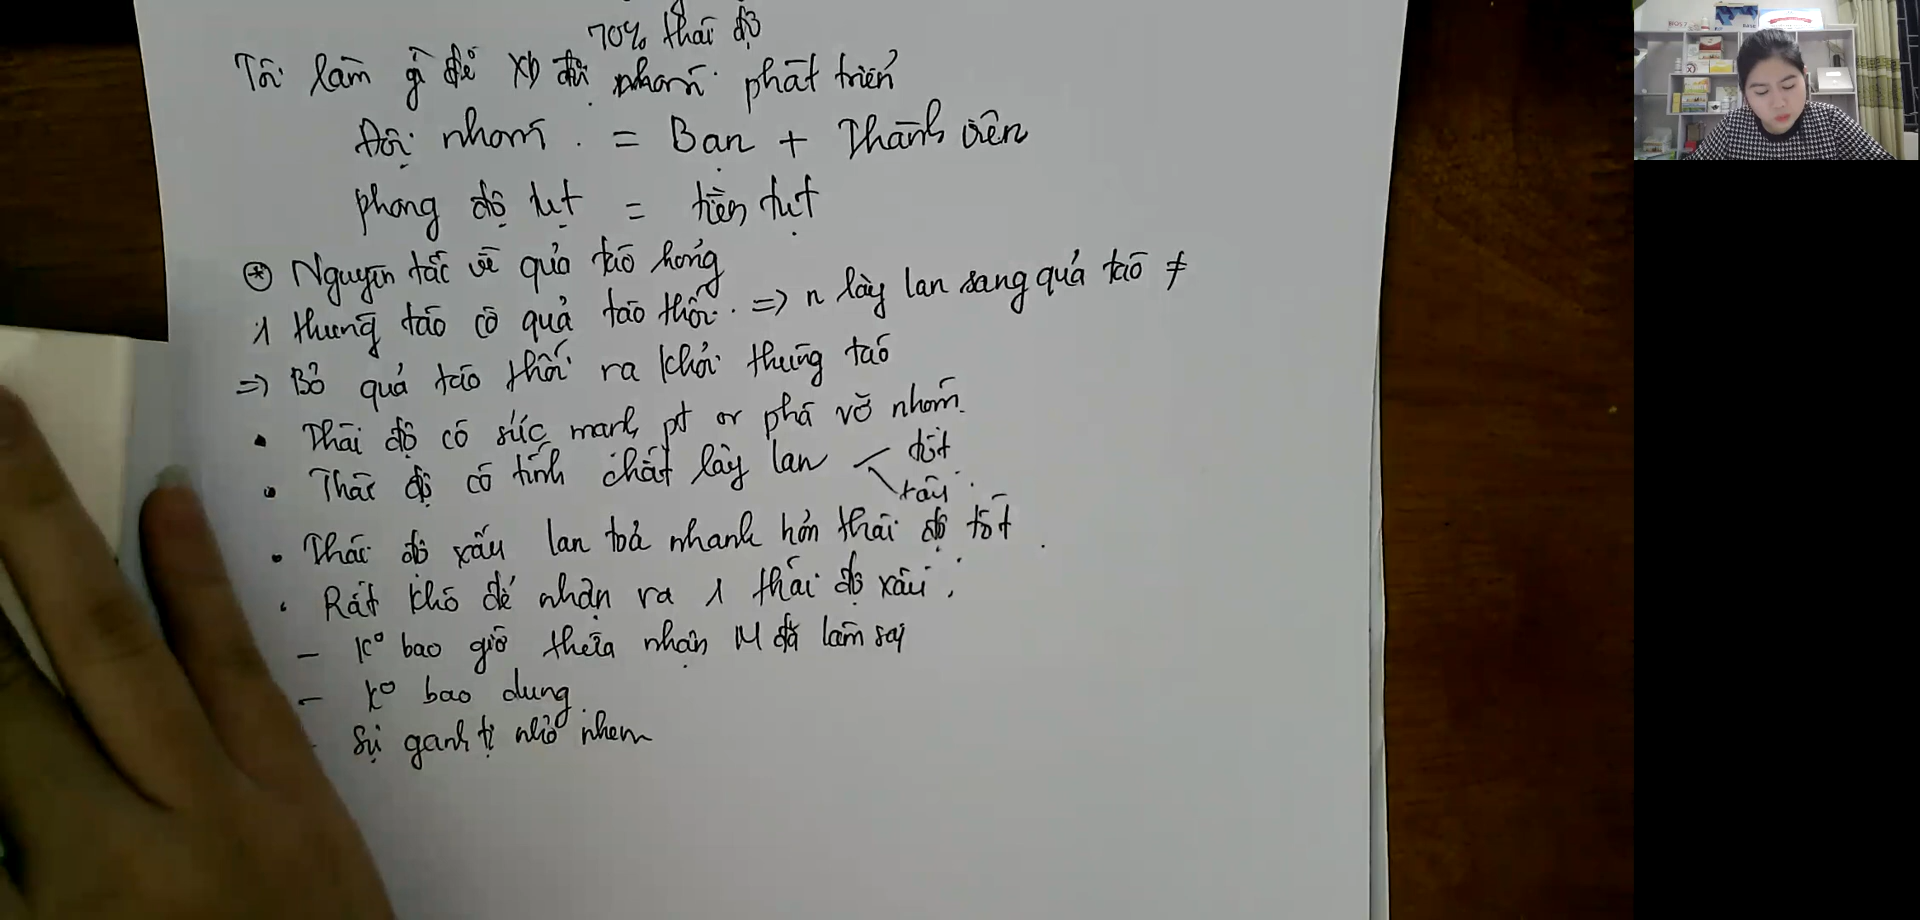 70% thái độ
Tôi làm gì để XD đội nhóm phát triển
Đội nhóm = Bạn + Thành viên
phong độ tụt = tiền tụt
* Nguyên tắc về quả táo hỏng
1 thùng táo có quả táo thối => n lây lan sang quả táo ≠
=> Bỏ quả táo thối ra khỏi thùng táo
• Thái độ có sức mạnh pt or phá vỡ nhóm.
• Thái độ có tính chất lây lan
tốt
xấu
• Thái độ xấu lan toả nhanh hơn thái độ tốt.
• Rất khó để nhận ra 1 thái độ xấu:
- K° bao giờ thừa nhận M đã làm sai
- K° bao dung
- Sự ganh tị nhỏ nhem